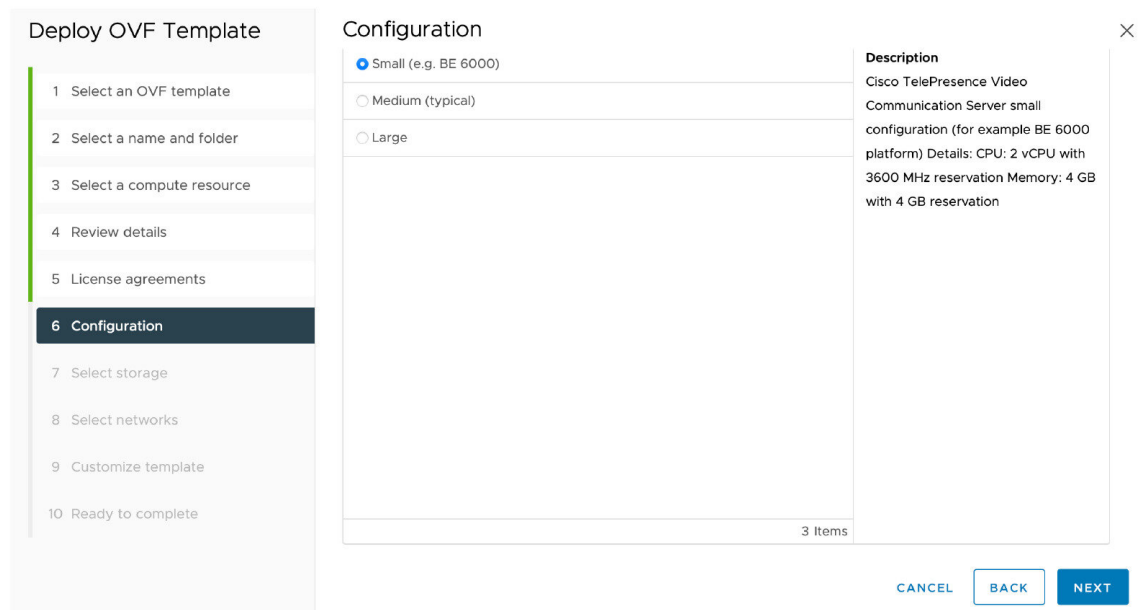 Deploy OVF Template
1 Select an OVF template
2 Select a name and folder
3 Select a compute resource
4 Review details
5 License agreements
6 Configuration
7 Select storage
8 Select networks
9 Customize template
10 Ready to complete
Configuration
Small (e.g. BE 6000)
Medium (typical)
Large
3 Items
Description
Cisco TelePresence Video
Communication Server small
configuration (for example BE 6000
platform) Details: CPU: 2 vCPU with
3600 MHz reservation Memory: 4 GB
with 4 GB reservation
CANCEL
BACK
NEXT